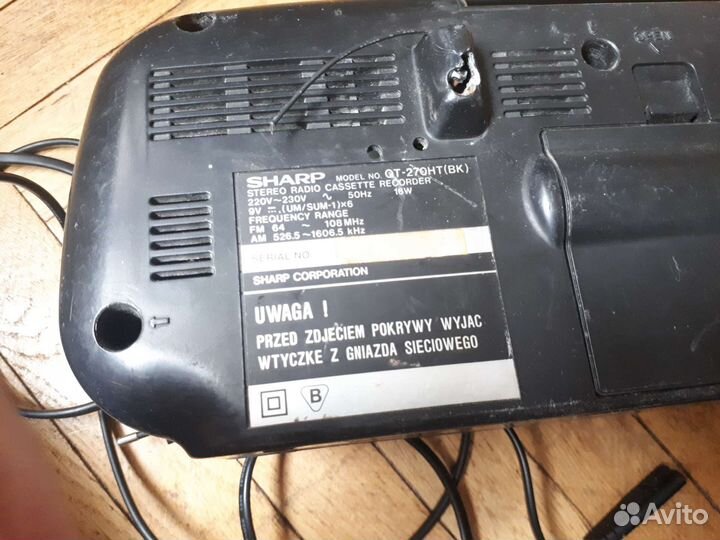 OPEN
SHARP MODEL NO. QT-270HT(BK)
STEREO RADIO CASSETTE RECORDER
220V~230V ∿ 50Hz 16W
9V ⎓ (UM/SUM-1)×6
FREQUENCY RANGE
FM 64 ~ 108 MHz
AM 526.5~1606.5 kHz
SERIAL NO.
SHARP CORPORATION
UWAGA !
PRZED ZDJECIEM POKRYWY WYJAC
WTYCZKE Z GNIAZDA SIECIOWEGO
B
Avito